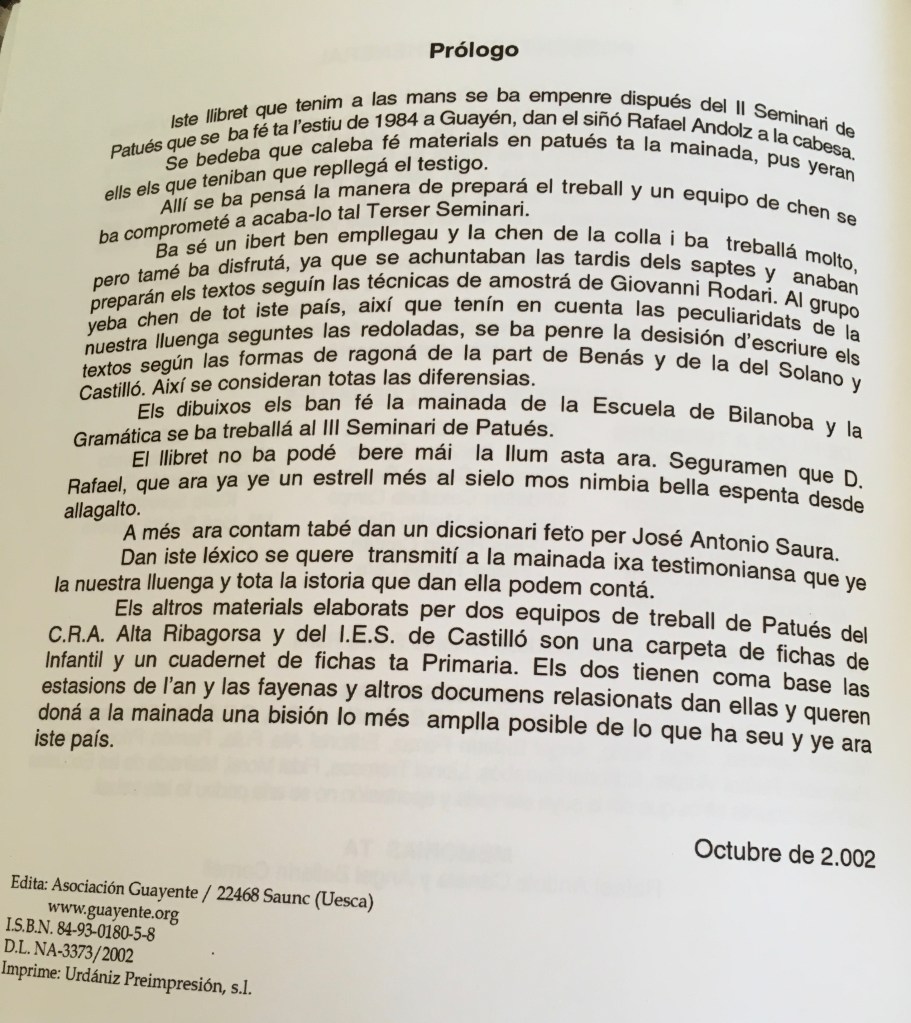 Prólogo
Iste llibret que tenim a las mans se ba empenre dispués del II Seminari de
Patués que se ba fé ta l'estiu de 1984 a Guayén, dan el siñó Rafael Andolz a la cabesa.
Se bedeba que caleba fé materials en patués ta la mainada, pus yeran
ells els que teniban que repllegá el testigo.
Allí se ba pensá la manera de prepará el treball y un equipo de chen se
ba comprometé a acaba-lo tal Terser Seminari.
Ba sé un ibert ben empllegau y la chen de la colla i ba treballá molto,
pero tamé ba disfrutá, ya que se achuntaban las tardis dels saptes y anaban
preparán els textos seguín las técnicas de amostrá de Giovanni Rodari. Al grupo
yeba chen de tot iste país, així que tenín en cuenta las peculiaridats de la
nuestra lluenga seguntes las redoladas, se ba penre la desisión d'escriure els
textos según las formas de ragoná de la part de Benás y de la del Solano y
Castilló. Així se consideran totas las diferensias.
Els dibuixos els ban fé la mainada de la Escuela de Bilanoba y la
Gramática se ba treballá al III Seminari de Patués.
El llibret no ba podé bere mái la llum asta ara. Seguramen que D.
Rafael, que ara ya ye un estrell més al sielo mos nimbia bella espenta desde
allagalto.
A més ara contam tabé dan un dicsionari feto per José Antonio Saura.
Dan iste léxico se quere transmití a la mainada ixa testimoniansa que ye
la nuestra lluenga y tota la istoria que dan ella podem contá.
Els altros materials elaborats per dos equipos de treball de Patués del
C.R.A. Alta Ribagorsa y del I.E.S. de Castilló son una carpeta de fichas de
Infantil y un cuadernet de fichas ta Primaria. Els dos tienen coma base las
estasions de l'an y las fayenas y altros documens relasionats dan ellas y queren
doná a la mainada una bisión lo més amplla posible de lo que ha seu y ye ara
iste país.
Octubre de 2.002
Edita: Asociación Guayente / 22468 Saunc (Uesca)
www.guayente.org
I.S.B.N. 84-93-0180-5-8
D.L. NA-3373/2002
Imprime: Urdániz Preimpresión, s.l.